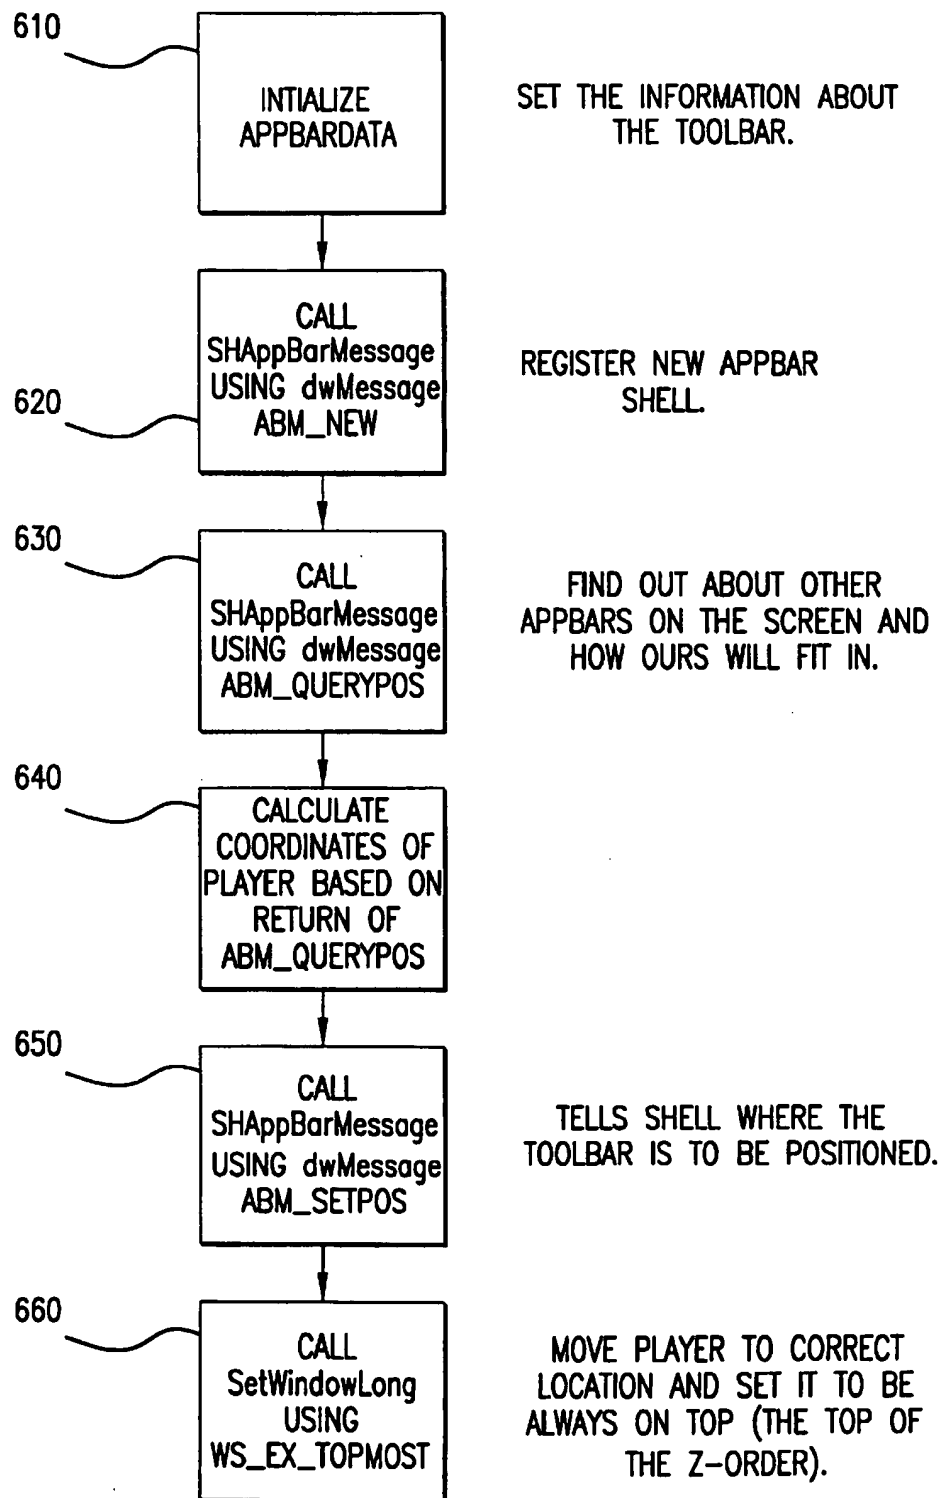 610
INTIALIZE
APPBARDATA
SET THE INFORMATION ABOUT
THE TOOLBAR.
CALL
SHAppBarMessage
USING dwMessage
ABM_NEW
620
REGISTER NEW APPBAR
SHELL.
630
CALL
SHAppBarMessage
USING dwMessage
ABM_QUERYPOS
FIND OUT ABOUT OTHER
APPBARS ON THE SCREEN AND
HOW OURS WILL FIT IN.
640
CALCULATE
COORDINATES OF
PLAYER BASED ON
RETURN OF
ABM_QUERYPOS
650
CALL
SHAppBarMessage
USING dwMessage
ABM_SETPOS
TELLS SHELL WHERE THE
TOOLBAR IS TO BE POSITIONED.
660
CALL
SetWindowLong
USING
WS_EX_TOPMOST
MOVE PLAYER TO CORRECT
LOCATION AND SET IT TO BE
ALWAYS ON TOP (THE TOP OF
THE Z-ORDER).